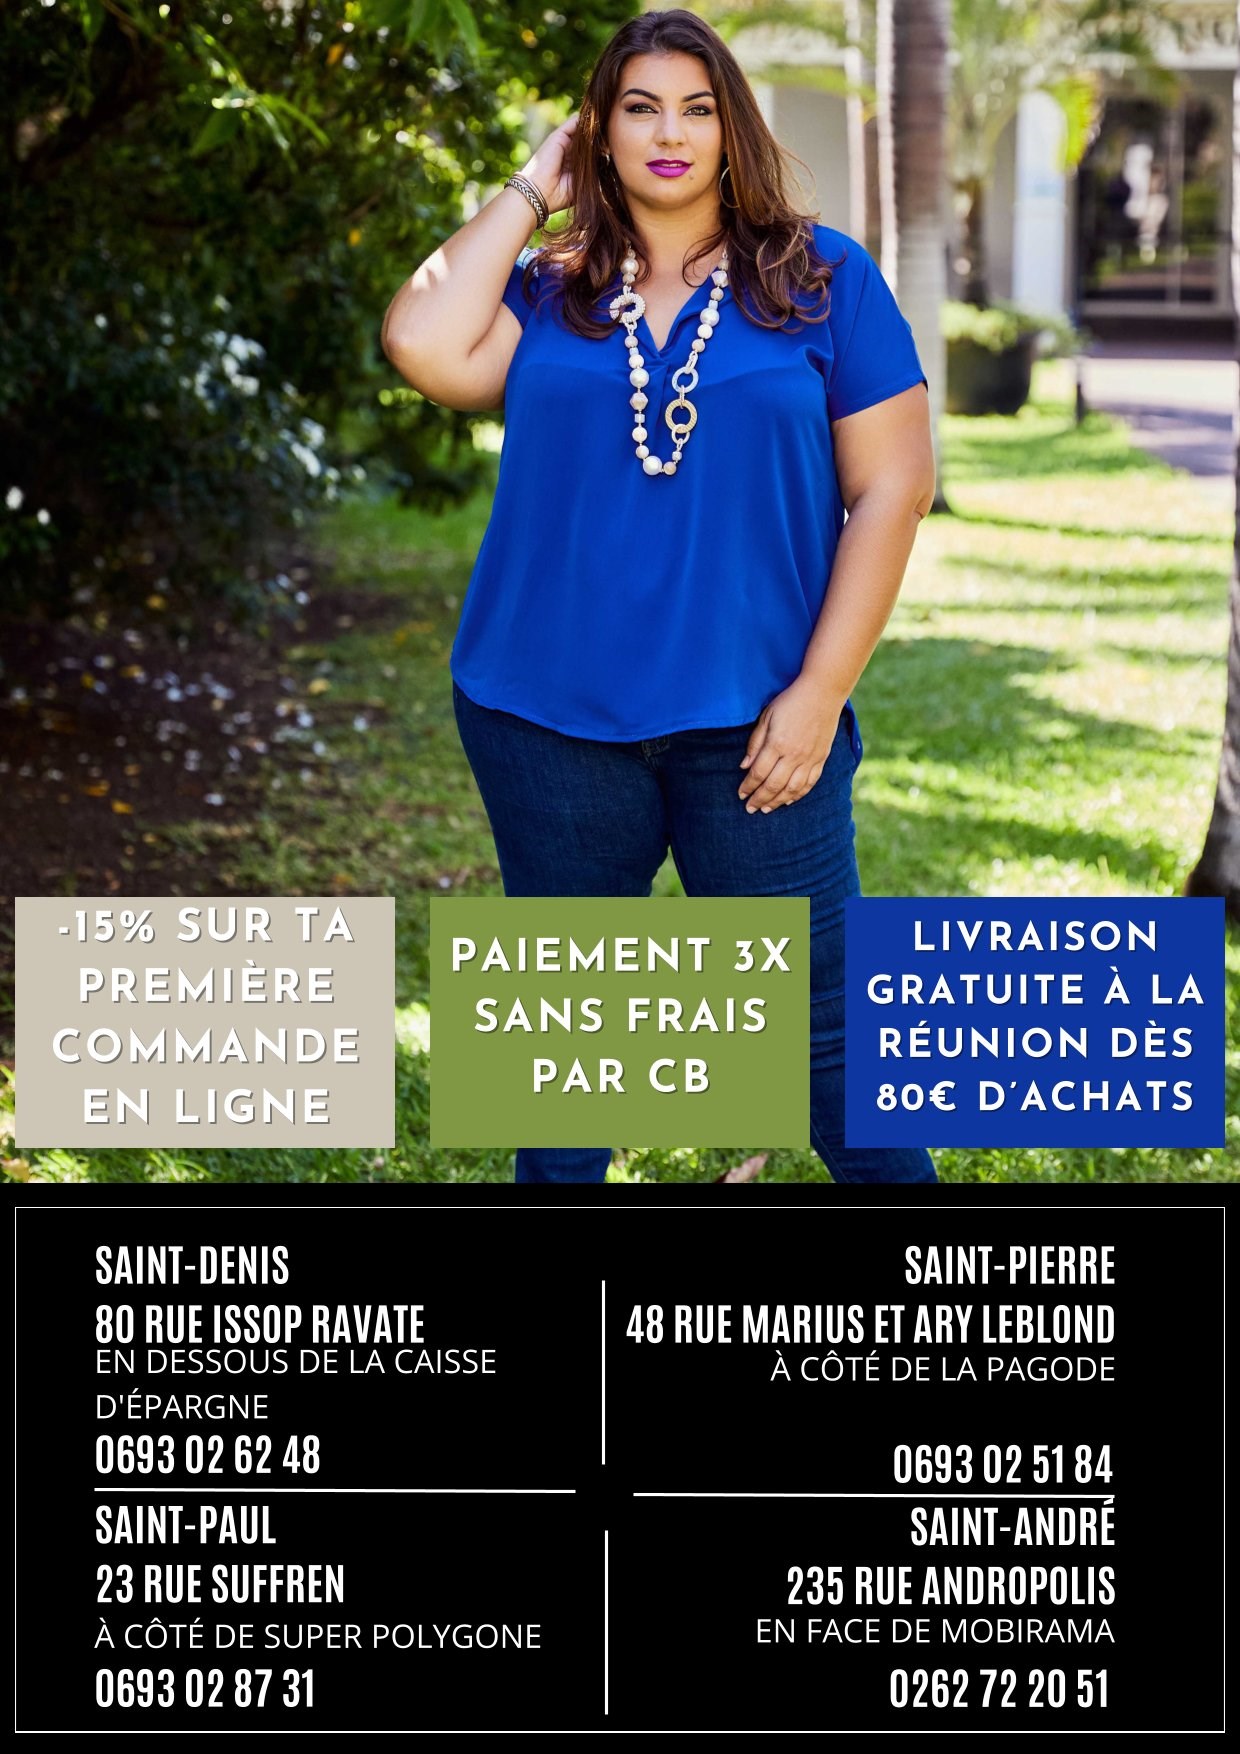 -15% SUR TA
PREMIÈRE
COMMANDE
EN LIGNE
PAIEMENT 3X
SANS FRAIS
PAR CB
LIVRAISON
GRATUITE À LA
RÉUNION DÈS
80€ D'ACHATS
SAINT-DENIS
80 RUE ISSOP RAVATE
EN DESSOUS DE LA CAISSE
D'ÉPARGNE
0693 02 62 48
SAINT-PIERRE
48 RUE MARIUS ET ARY LEBLOND
À CÔTÉ DE LA PAGODE
0693 02 51 84
SAINT-PAUL
23 RUE SUFFREN
À CÔTÉ DE SUPER POLYGONE
0693 02 87 31
SAINT-ANDRÉ
235 RUE ANDROPOLIS
EN FACE DE MOBIRAMA
0262 72 20 51